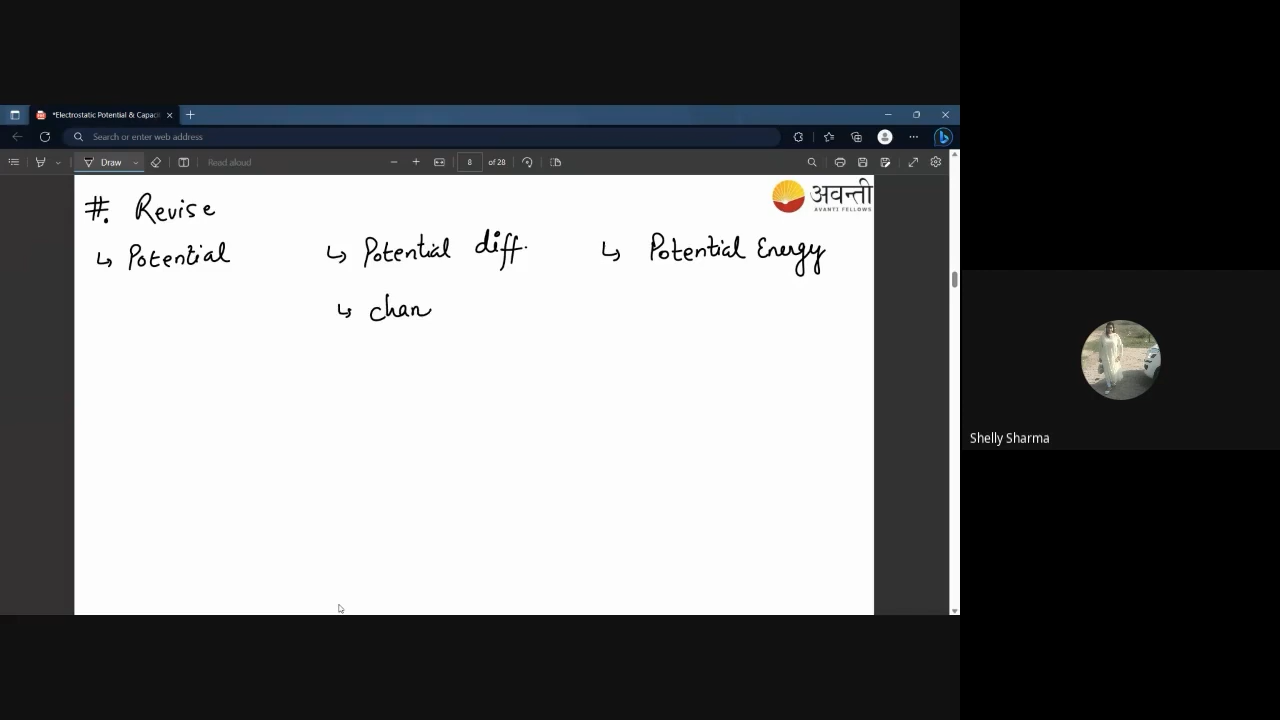 *Electrostatic Potential & Capaci
Search or enter web address
Draw
Read aloud
8 of 28
#. Revise
अवन्ती
AVANTI FELLOWS
↳ Potential ↳ Potential diff. ↳ Potential Energy
↳ chan
Shelly Sharma